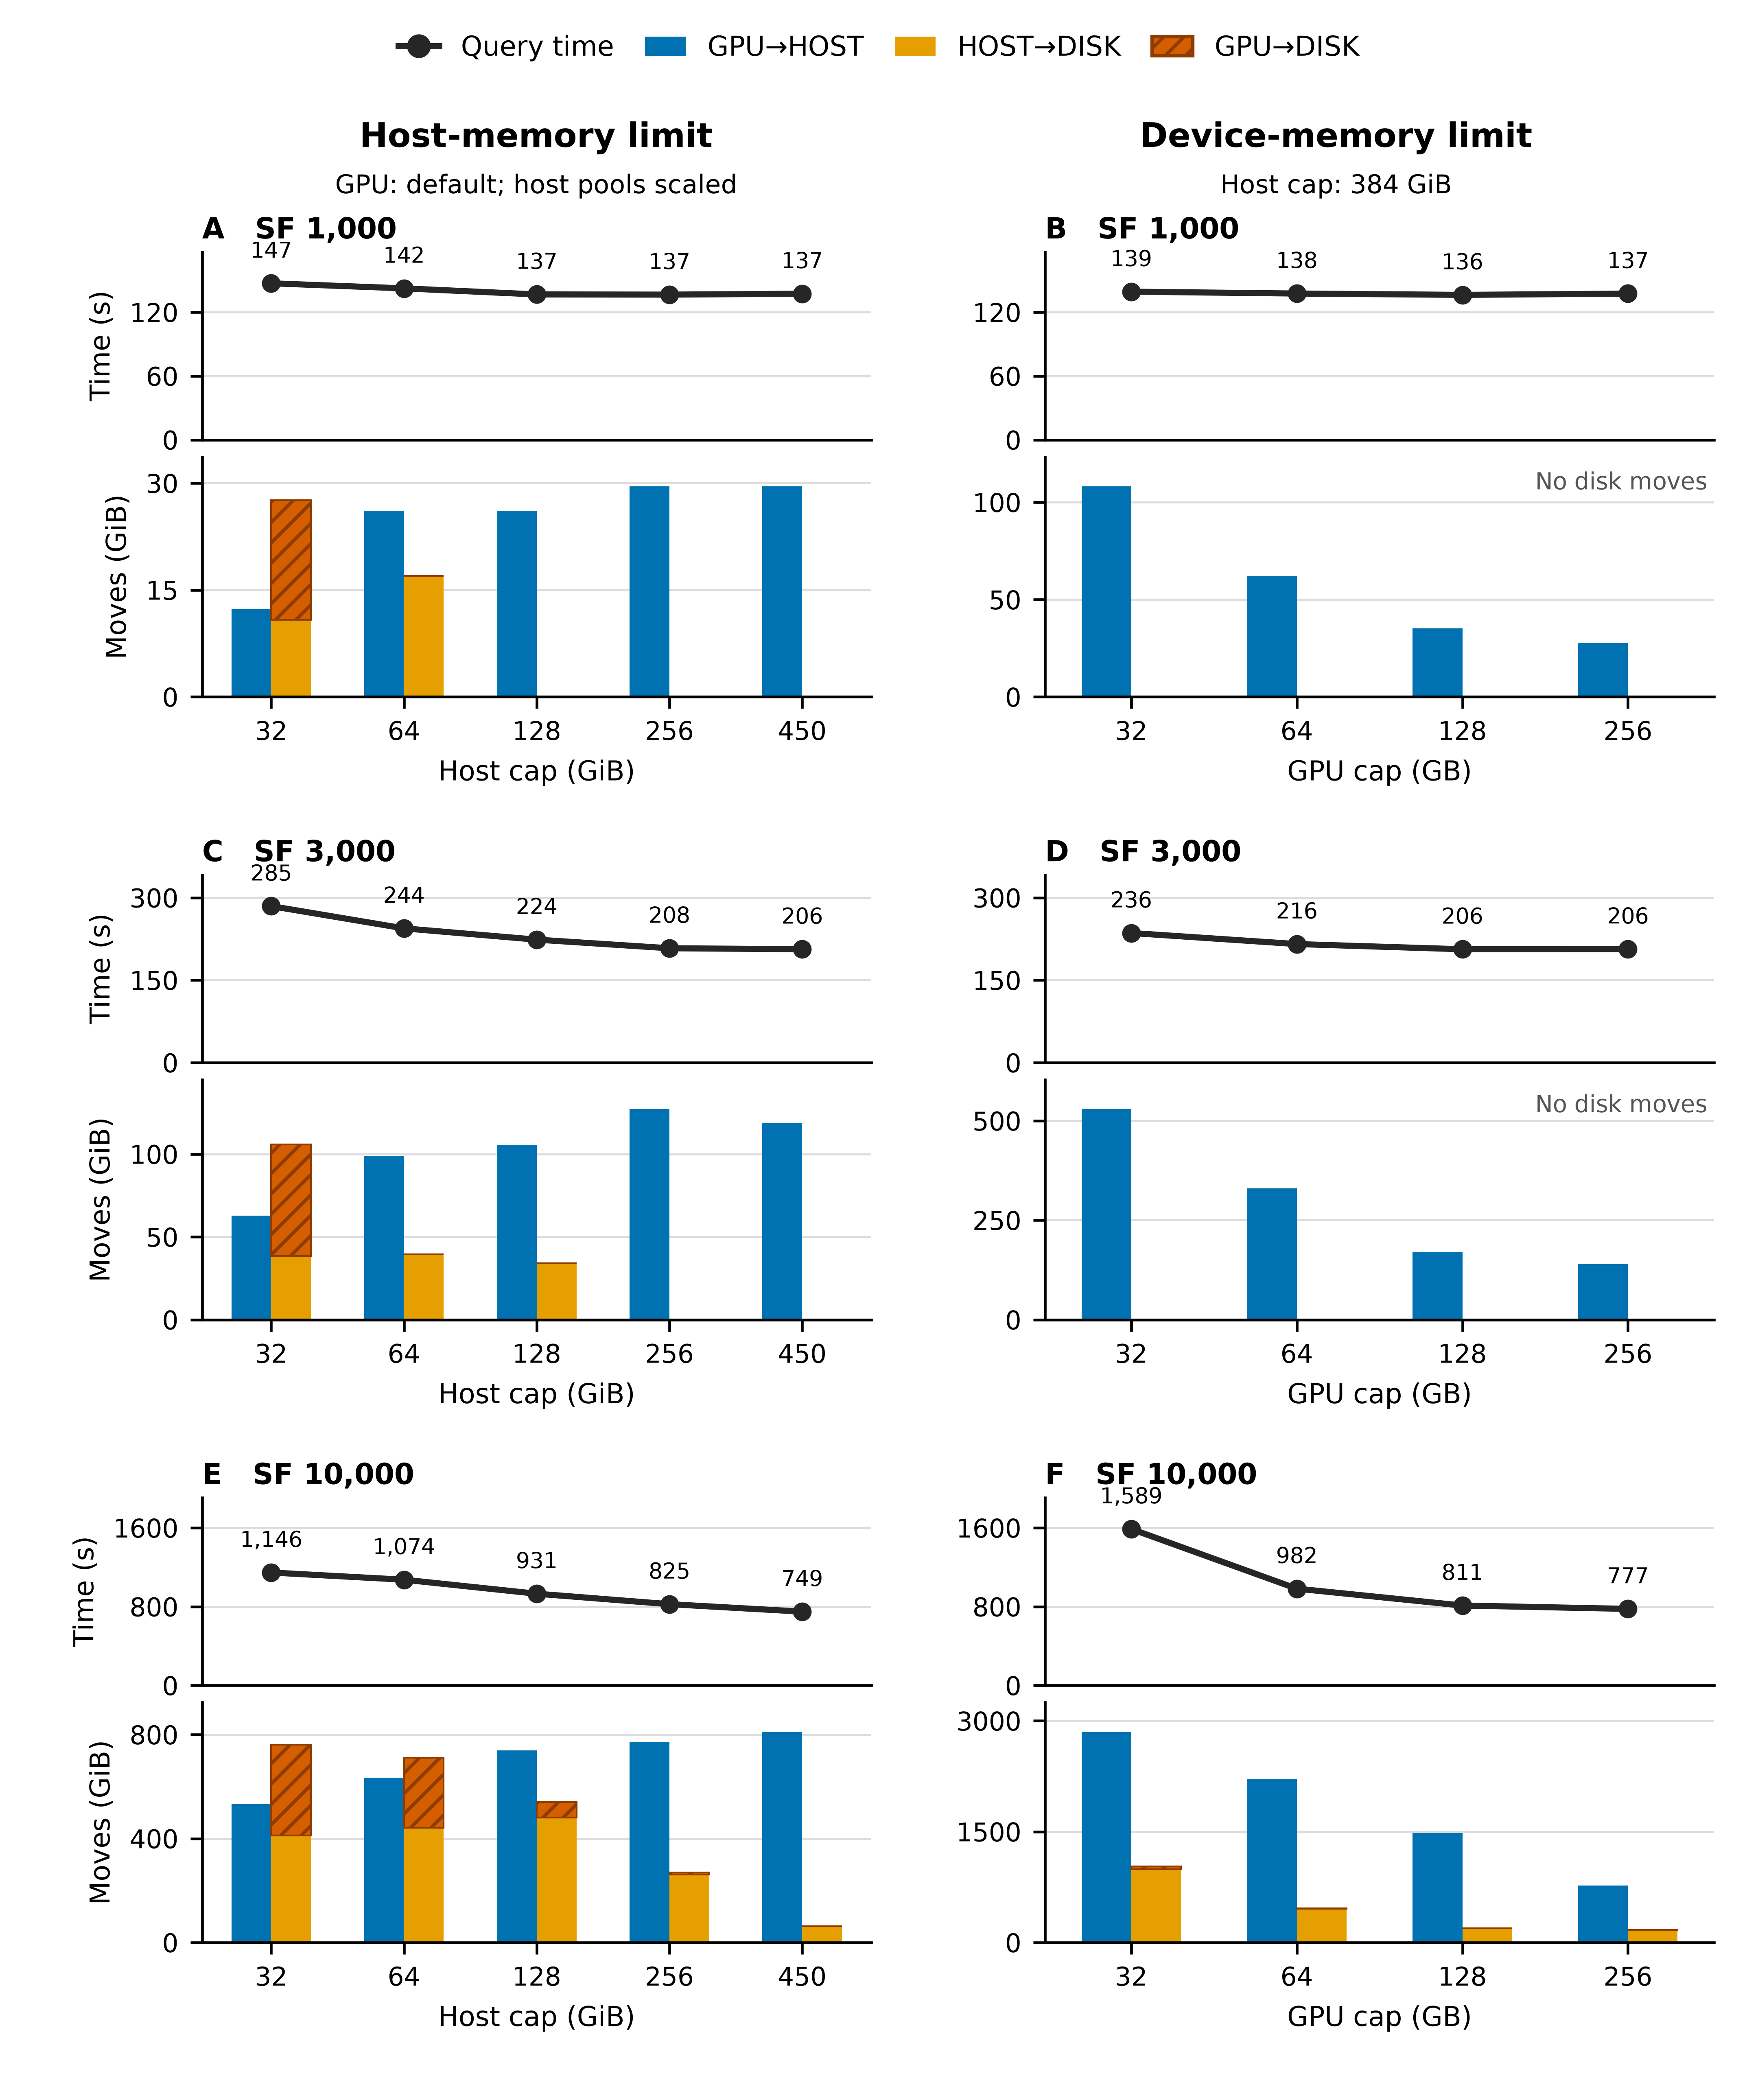 Query time GPU→HOST HOST→DISK GPU→DISK
Host-memory limit
GPU: default; host pools scaled
A SF 1,000
147 142 137 137 137
Time (s)
120
60
0
Moves (GiB)
30
15
0
32 64 128 256 450
Host cap (GiB)
Device-memory limit
Host cap: 384 GiB
B SF 1,000
139 138 136 137
120
60
0
No disk moves
100
50
0
32 64 128 256
GPU cap (GB)
C SF 3,000
285 244 224 208 206
Time (s)
300
150
0
Moves (GiB)
100
50
0
32 64 128 256 450
Host cap (GiB)
D SF 3,000
236 216 206 206
300
150
0
No disk moves
500
250
0
32 64 128 256
GPU cap (GB)
E SF 10,000
1,146 1,074 931 825 749
Time (s)
1600
800
0
Moves (GiB)
800
400
0
32 64 128 256 450
Host cap (GiB)
F SF 10,000
1,589 982 811 777
1600
800
0
3000
1500
0
32 64 128 256
GPU cap (GB)